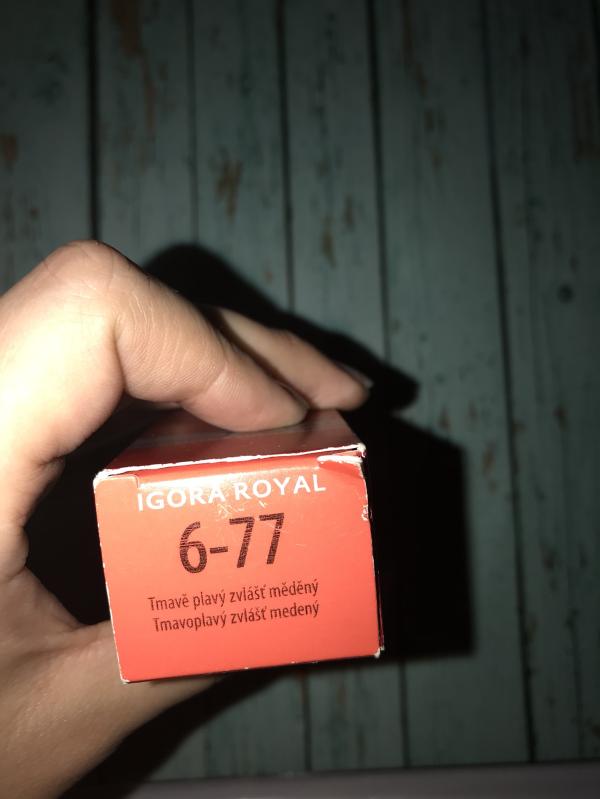 IGORA ROYAL
6-77
Tmavě plavý zvlášť měděný
Tmavoplavý zvlášť medený